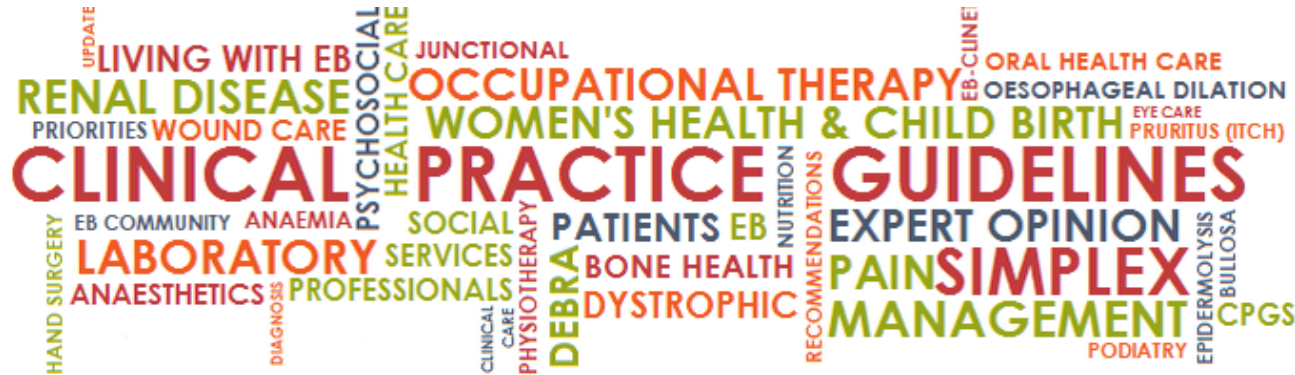 UPDATE
LIVING WITH EB
PSYCHOSOCIAL
HEALTH CARE
JUNCTIONAL
EB-CLINET
ORAL HEALTH CARE
RENAL DISEASE
OCCUPATIONAL THERAPY
OESOPHAGEAL DILATION
PRIORITIES
WOUND CARE
WOMEN'S HEALTH & CHILD BIRTH
EYE CARE
PRURITUS (ITCH)
CLINICAL PRACTICE GUIDELINES
NUTRITION
RECOMMENDATIONS
HAND SURGERY
EB COMMUNITY
ANAEMIA
SOCIAL
SERVICES
PHYSIOTHERAPY
PATIENTS
EB
EXPERT OPINION
EPIDERMOLYSIS
BULLOSA
LABORATORY
DEBRA
BONE HEALTH
PAIN
SIMPLEX
ANAESTHETICS
DIAGNOSIS
PROFESSIONALS
CLINICAL
CARE
DYSTROPHIC
MANAGEMENT
CPGS
PODIATRY